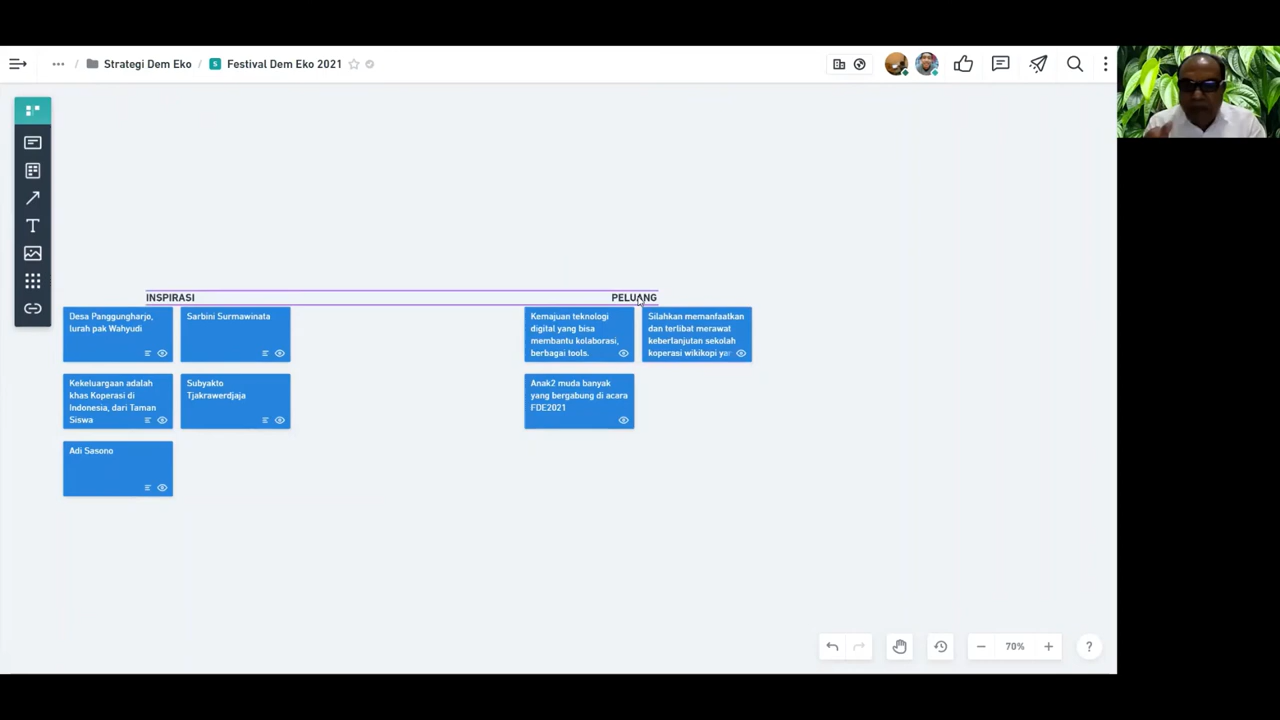 Strategi Dem Eko / Festival Dem Eko 2021
INSPIRASI
PELUANG
Desa Panggungharjo,
lurah pak Wahyudi
Sarbini Surmawinata
Kekeluargaan adalah
khas Koperasi di
Indonesia, dari Taman
Siswa
Subyakto
Tjakrawerdjaja
Adi Sasono
Kemajuan teknologi
digital yang bisa
membantu kolaborasi,
berbagai tools.
Silahkan memanfaatkan
dan terlibat merawat
keberlanjutan sekolah
koperasi wikikopi
Anak2 muda banyak
yang bergabung di acara
FDE2021
70%